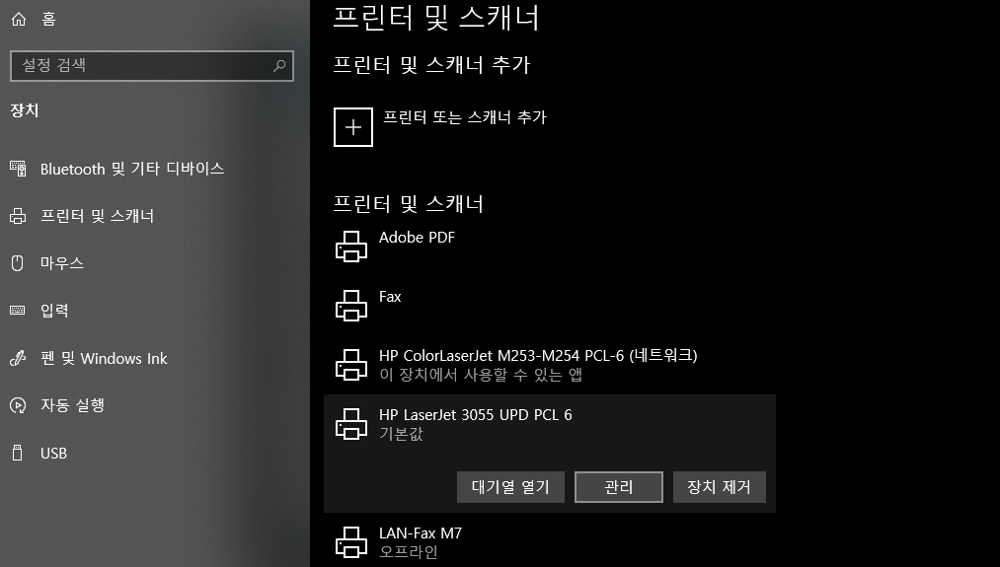 홈
설정 검색
장치
Bluetooth 및 기타 디바이스
프린터 및 스캐너
마우스
입력
펜 및 Windows Ink
자동 실행
USB
프린터 및 스캐너
프린터 및 스캐너 추가
프린터 또는 스캐너 추가
프린터 및 스캐너
Adobe PDF
Fax
HP ColorLaserJet M253-M254 PCL-6 (네트워크)
이 장치에서 사용할 수 있는 앱
HP LaserJet 3055 UPD PCL 6
기본값
대기열 열기 관리 장치 제거
LAN-Fax M7
오프라인